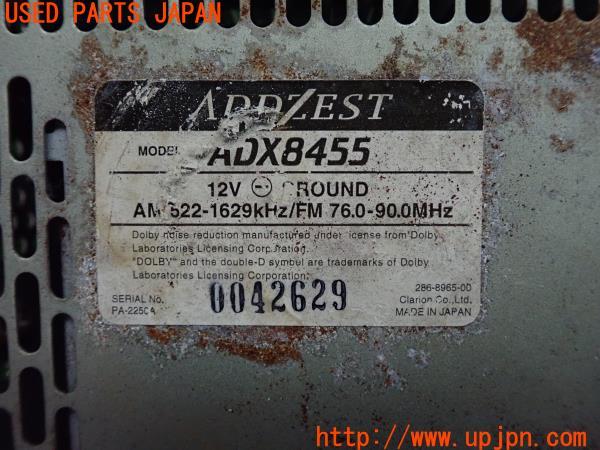 USED PARTS JAPAN
ADDZEST
MODEL ADX8455
12V ⊖ GROUND
AM 522-1629kHz/FM 76.0-90.0MHz
Dolby noise reduction manufactured under license from Dolby
Laboratories Licensing Corporation.
"DOLBY" and the double-D symbol are trademarks of Dolby
Laboratories Licensing Corporation.
286-8965-00
SERIAL No. 0042629 Clarion Co.,Ltd.
PA-2250A MADE IN JAPAN
http://www.upjpn.com/